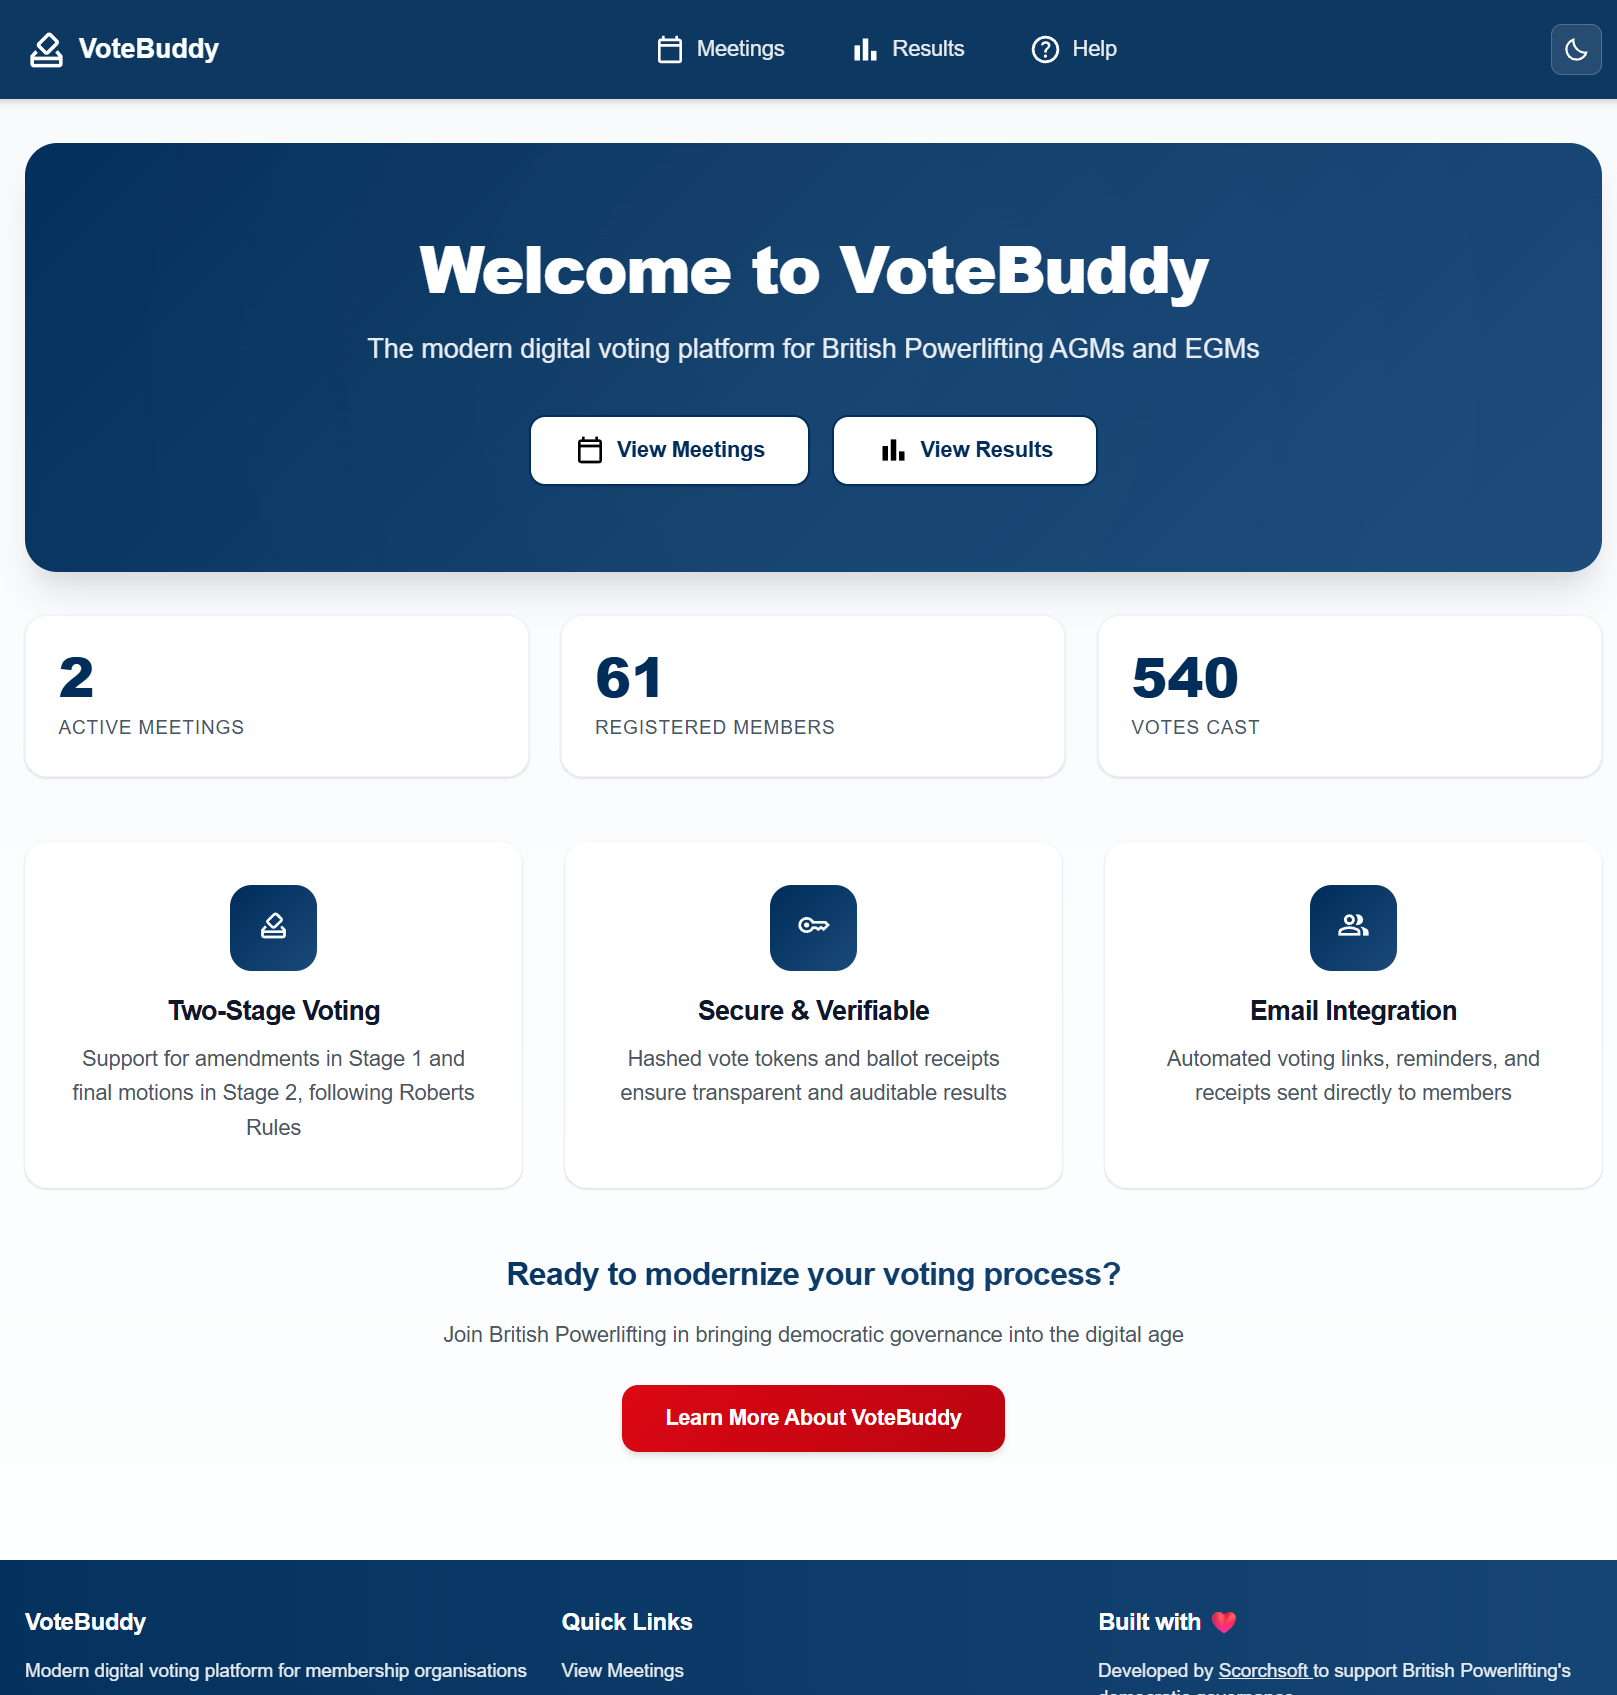 VoteBuddy
Meetings
Results
Help
Welcome to VoteBuddy
The modern digital voting platform for British Powerlifting AGMs and EGMs
View Meetings
View Results
2
ACTIVE MEETINGS
61
REGISTERED MEMBERS
540
VOTES CAST
Two-Stage Voting
Support for amendments in Stage 1 and
final motions in Stage 2, following Roberts
Rules
Secure & Verifiable
Hashed vote tokens and ballot receipts
ensure transparent and auditable results
Email Integration
Automated voting links, reminders, and
receipts sent directly to members
Ready to modernize your voting process?
Join British Powerlifting in bringing democratic governance into the digital age
Learn More About VoteBuddy
VoteBuddy
Modern digital voting platform for membership organisations
Quick Links
View Meetings
Built with
Developed by Scorchsoft to support British Powerlifting's